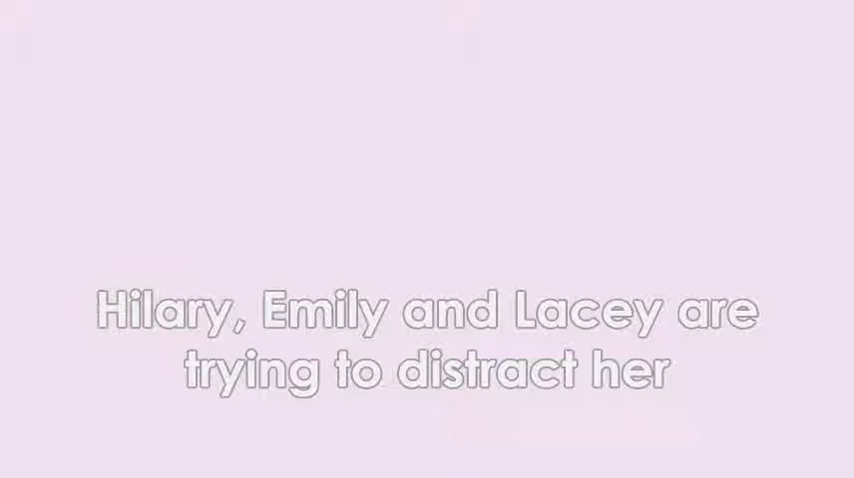 Hilary, Emily and Lacey are
trying to distract her